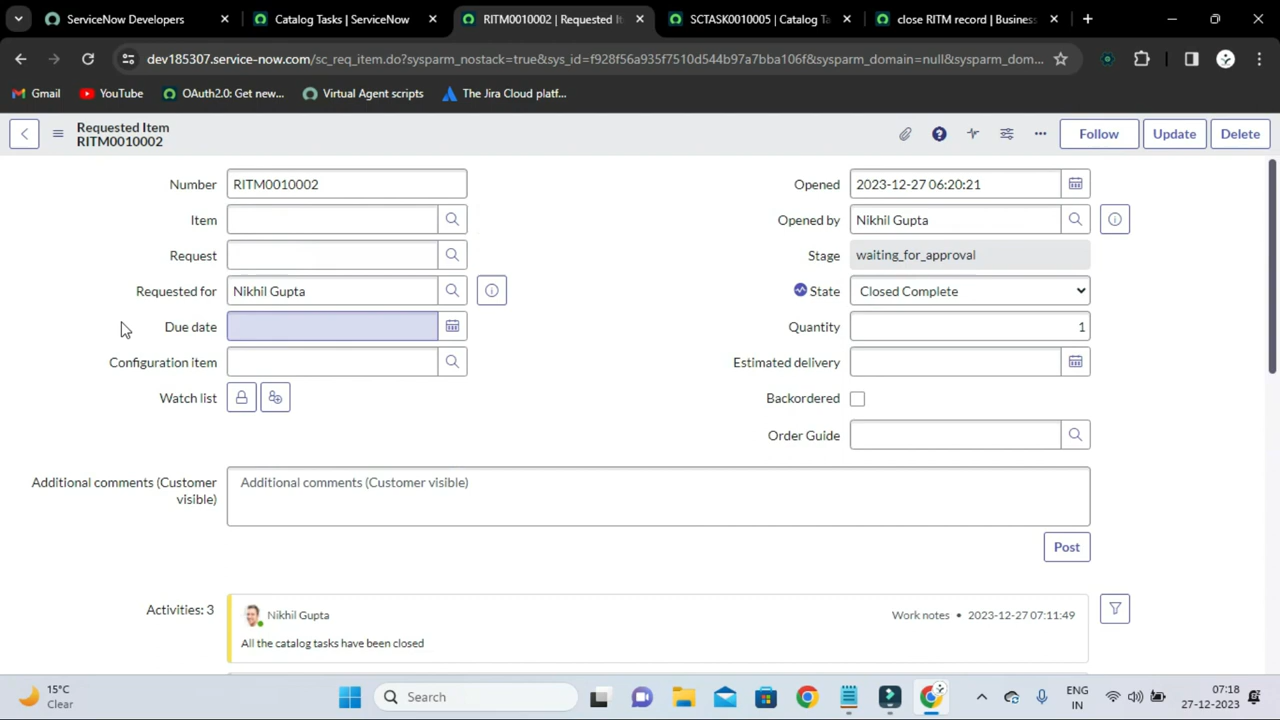 ServiceNow Developers
Catalog Tasks | ServiceNow
RITM0010002 | Requested It
SCTASK0010005 | Catalog Ta
close RITM record | Business
dev185307.service-now.com/sc_req_item.do?sysparm_nostack=true&sys_id=f928f56a935f7510d544b97a7bba106f&sysparm_domain=null&sysparm_dom...
Gmail
YouTube
OAuth2.0: Get new...
Virtual Agent scripts
The Jira Cloud platf...
Requested Item
RITM0010002
Follow
Update
Delete
Number
RITM0010002
Opened
2023-12-27 06:20:21
Item
Opened by
Nikhil Gupta
Request
Stage
waiting_for_approval
Requested for
Nikhil Gupta
State
Closed Complete
Due date
Quantity
1
Configuration item
Estimated delivery
Watch list
Backordered
Order Guide
Additional comments (Customer
visible)
Additional comments (Customer visible)
Post
Activities: 3
Nikhil Gupta
Work notes • 2023-12-27 07:11:49
All the catalog tasks have been closed
15°C
Clear
Search
ENG
IN
07:18
27-12-2023